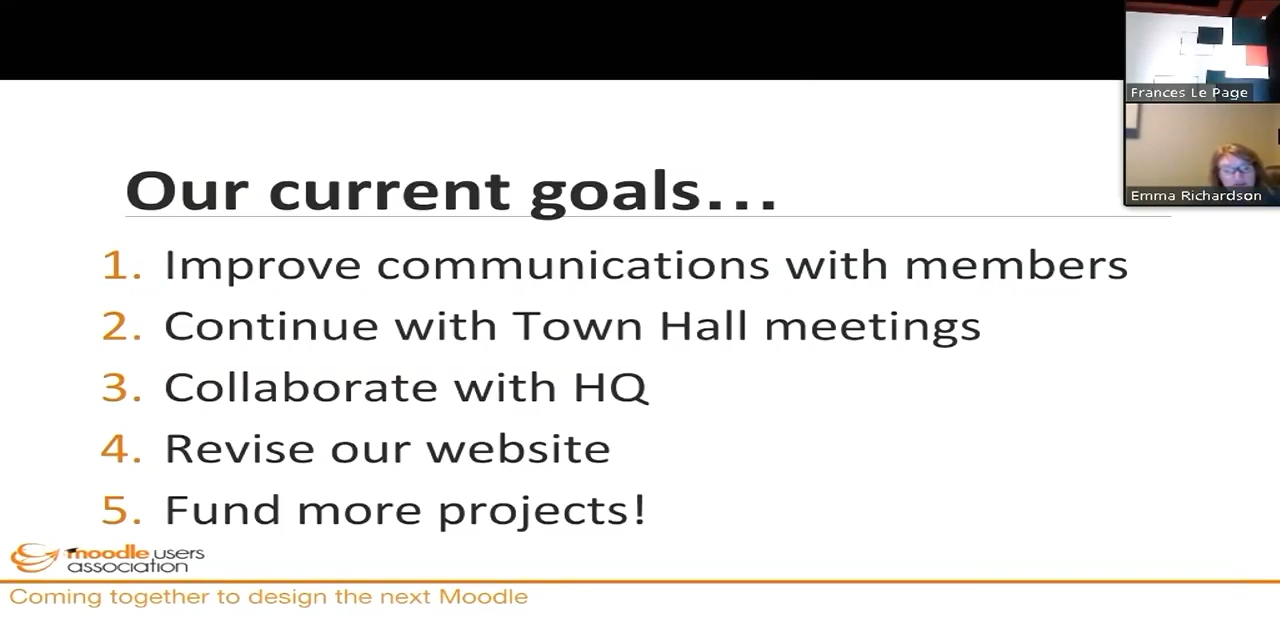 Frances Le Page
Emma Richardson
Our current goals...
1. Improve communications with members
2. Continue with Town Hall meetings
3. Collaborate with HQ
4. Revise our website
5. Fund more projects!
moodle users
association
Coming together to design the next Moodle